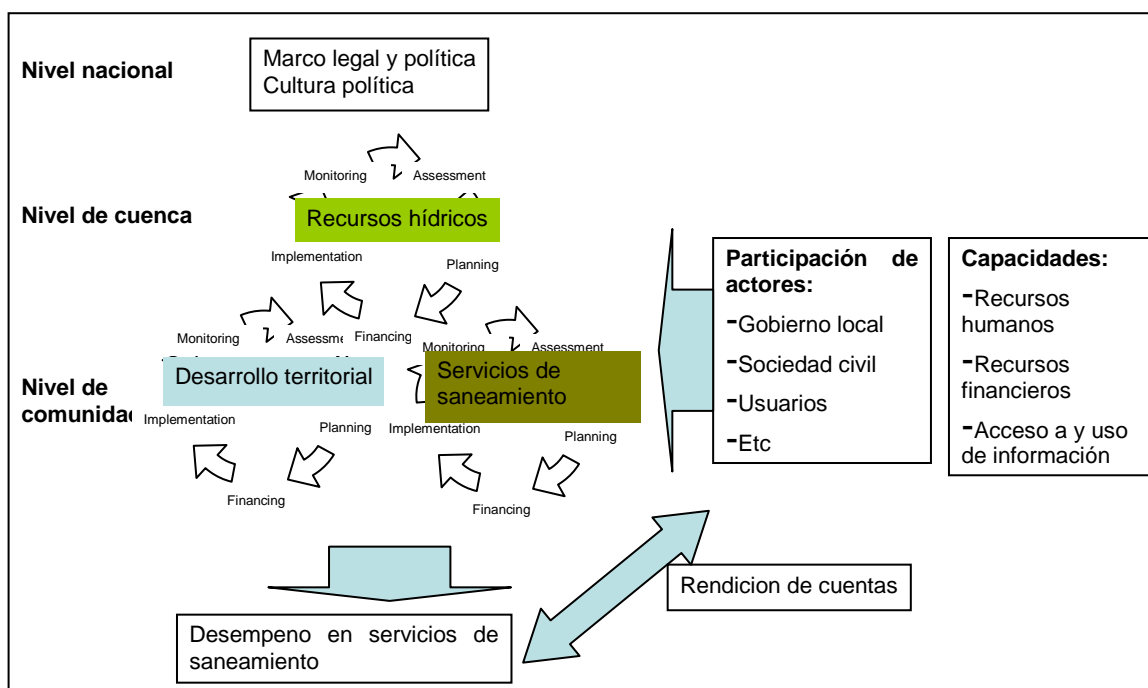 Nivel nacional
Marco legal y política
Cultura política
Monitoring
Assessment
Nivel de cuenca
Recursos hídricos
Implementation
Planning
Financing
Monitoring
Nivel de
Desarrollo territorial
Implementation
Planning
Financing
Monitoring
Assessment
Servicios de
saneamiento
Implementation
Planning
Financing
Participación de
actores:
-Gobierno local
-Sociedad civil
-Usuarios
-Etc
Capacidades:
-Recursos
humanos
-Recursos
financieros
-Acceso a y uso
de información
Rendicion de cuentas
Desempeno en servicios de
saneamiento